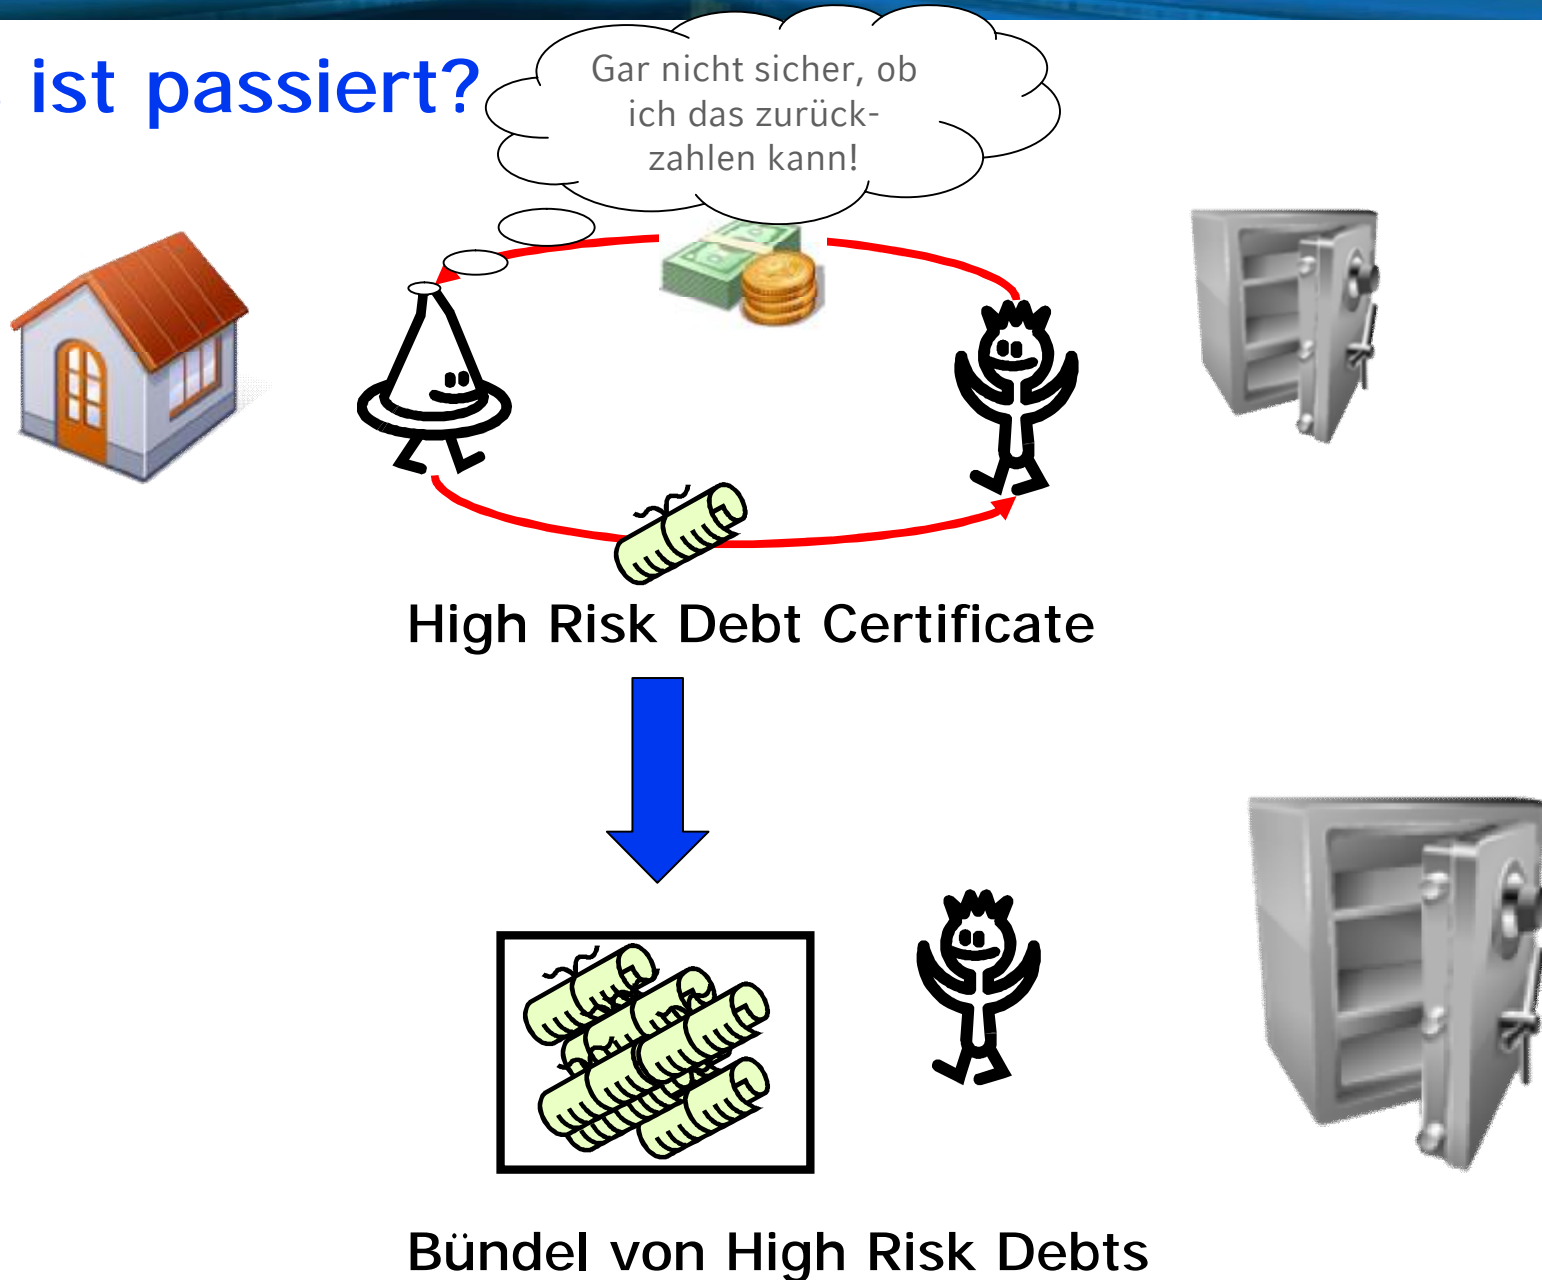 ist passiert?
Gar nicht sicher, ob
ich das zurück-
zahlen kann!
High Risk Debt Certificate
Bündel von High Risk Debts